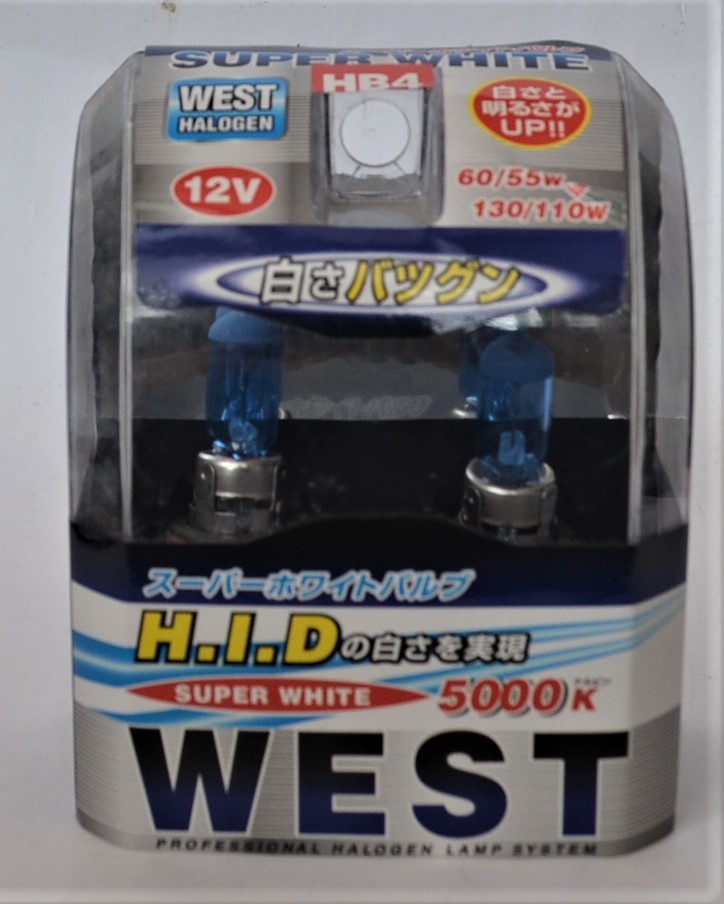 SUPER WHITE
WEST
HALOGEN
HB4
白さと
明るさが
UP!!
12V
60/55W
130/110W
白さバツグン
スーパーホワイトバルブ
H.I.Dの白さを実現
SUPER WHITE
5000K
WEST
PROFESSIONAL HALOGEN LAMP SYSTEM